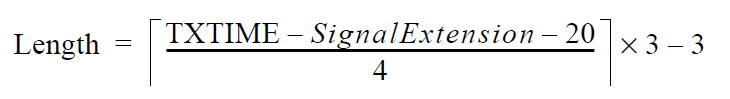 Length = ⌈(TXTIME – SignalExtension – 20) / 4⌉ × 3 – 3